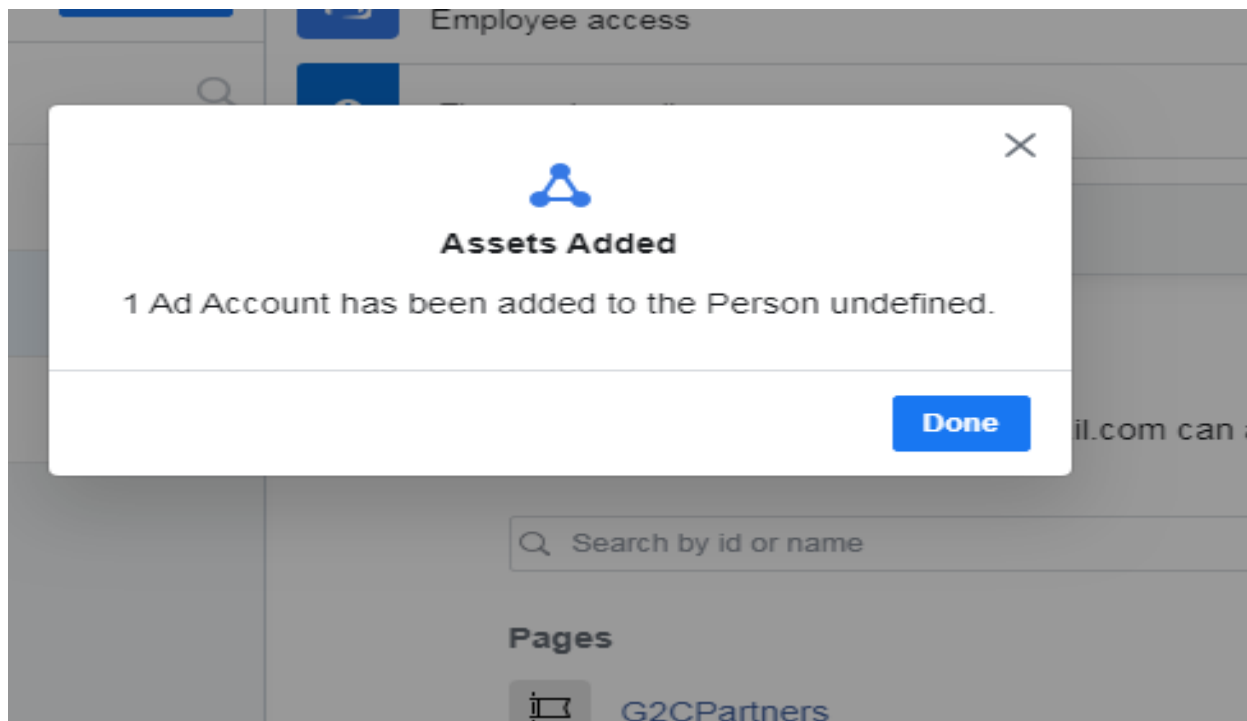 Employee access
Assets Added
1 Ad Account has been added to the Person undefined.
Done
il.com can
Search by id or name
Pages
G2CPartners